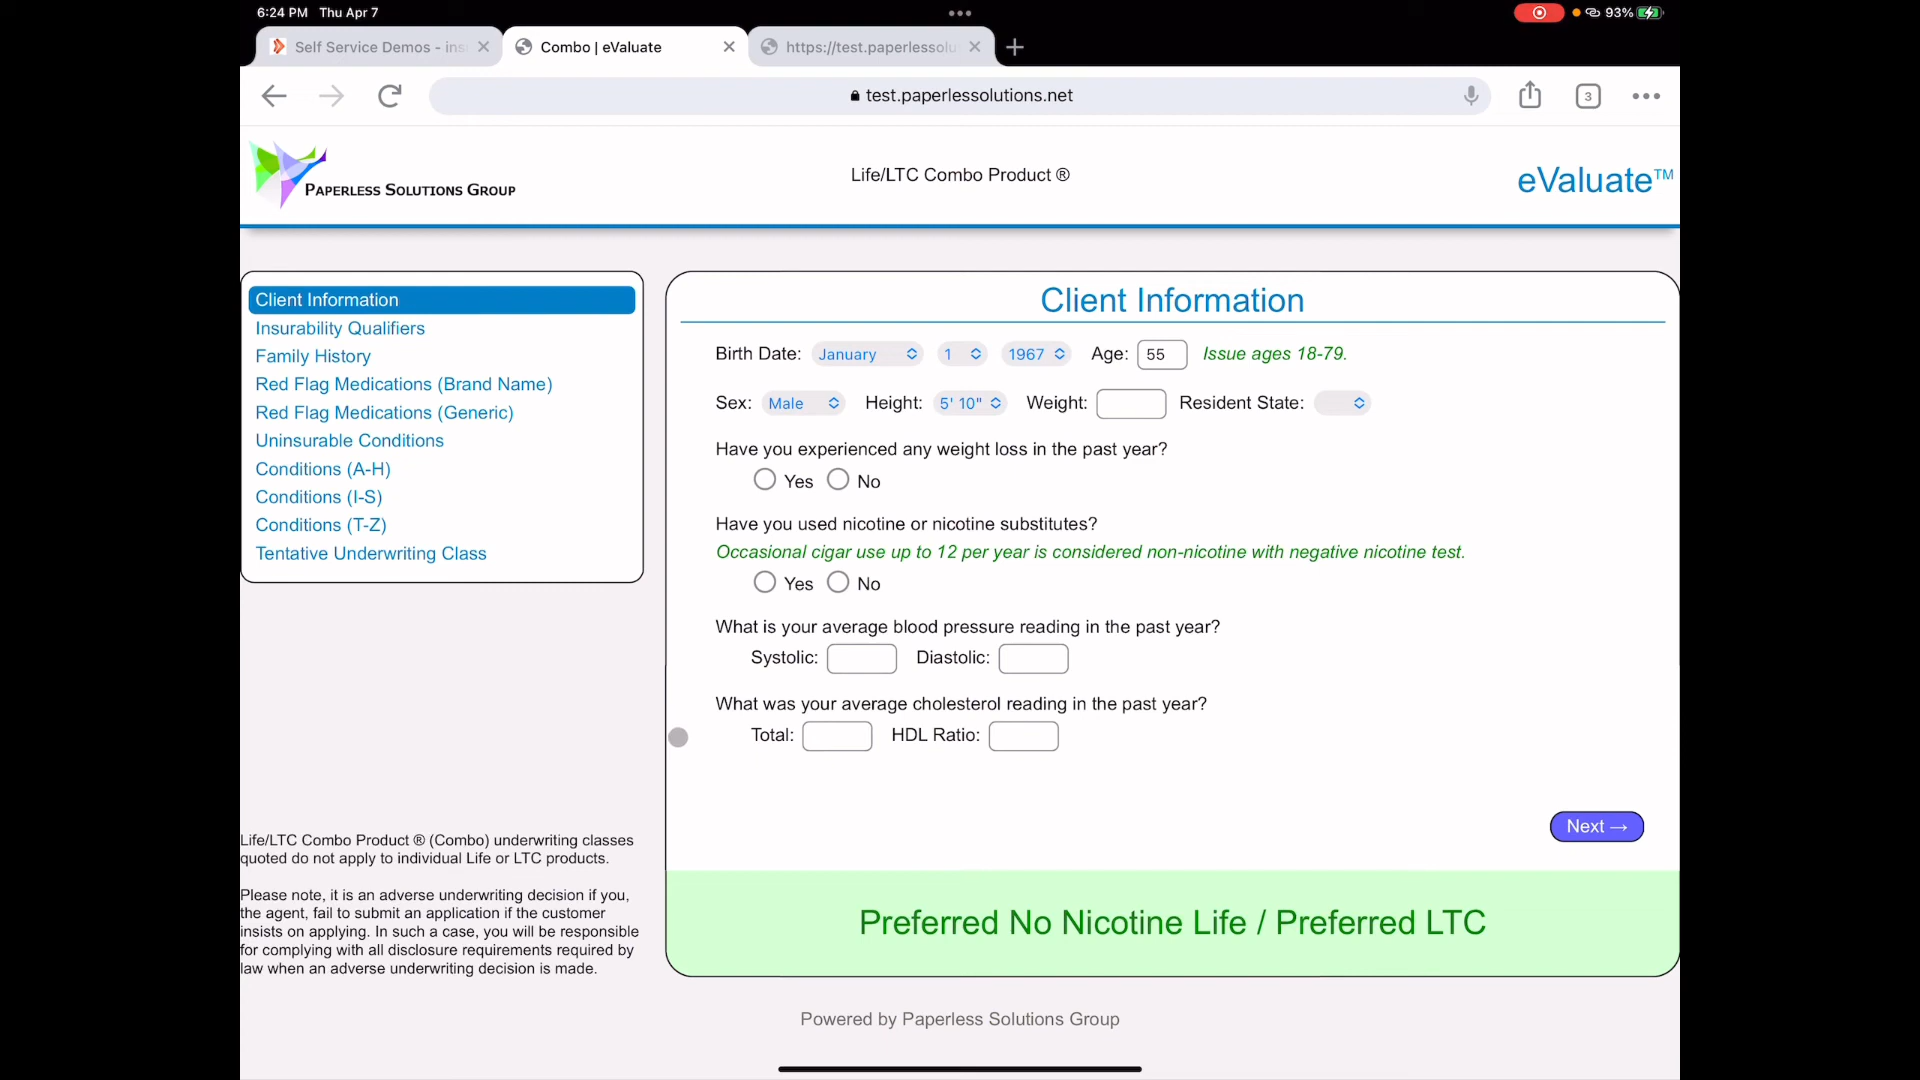 6:24 PM Thu Apr 7
93%
Self Service Demos - ins
Combo | eValuate
https://test.paperlessolu
test.paperlessolutions.net
3
PAPERLESS SOLUTIONS GROUP
Life/LTC Combo Product ®
eValuate™
Client Information
Insurability Qualifiers
Family History
Red Flag Medications (Brand Name)
Red Flag Medications (Generic)
Uninsurable Conditions
Conditions (A-H)
Conditions (I-S)
Conditions (T-Z)
Tentative Underwriting Class
Life/LTC Combo Product ® (Combo) underwriting classes
quoted do not apply to individual Life or LTC products.
Please note, it is an adverse underwriting decision if you,
the agent, fail to submit an application if the customer
insists on applying. In such a case, you will be responsible
for complying with all disclosure requirements required by
law when an adverse underwriting decision is made.
Client Information
Birth Date: January 1 1967 Age: 55 Issue ages 18-79.
Sex: Male Height: 5' 10" Weight: Resident State:
Have you experienced any weight loss in the past year?
Yes No
Have you used nicotine or nicotine substitutes?
Occasional cigar use up to 12 per year is considered non-nicotine with negative nicotine test.
Yes No
What is your average blood pressure reading in the past year?
Systolic: Diastolic:
What was your average cholesterol reading in the past year?
Total: HDL Ratio:
Next →
Preferred No Nicotine Life / Preferred LTC
Powered by Paperless Solutions Group